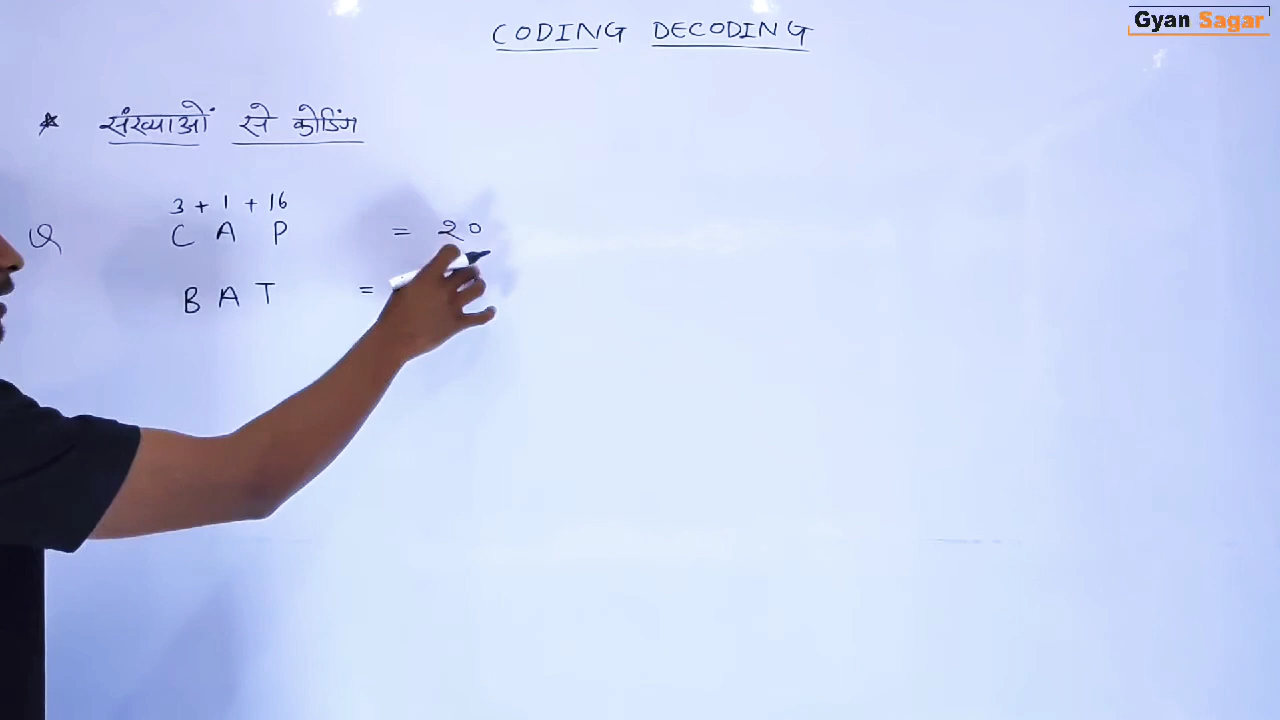 CODING DECODING
Gyan Sagar
* संख्याओं से कोडिंग
3 + 1 + 16
C A P = 20
B A T =